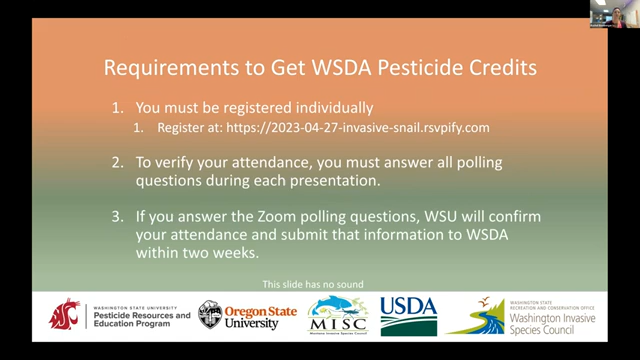 Requirements to Get WSDA Pesticide Credits
1. You must be registered individually
1. Register at: https://2023-04-27-invasive-snail.rsvpify.com
2. To verify your attendance, you must answer all polling
questions during each presentation.
3. If you answer the Zoom polling questions, WSU will confirm
your attendance and submit that information to WSDA
within two weeks.
This slide has no sound
WASHINGTON STATE UNIVERSITY
Pesticide Resources and
Education Program
Oregon State
University
MISC
USDA
WASHINGTON STATE
RECREATION AND CONSERVATION OFFICE
Washington Invasive
Species Council